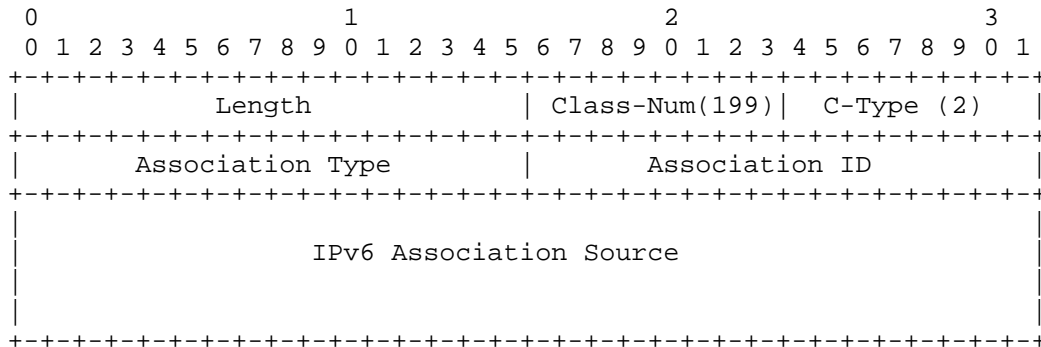 0                   1                   2                   3
 0 1 2 3 4 5 6 7 8 9 0 1 2 3 4 5 6 7 8 9 0 1 2 3 4 5 6 7 8 9 0 1
+-+-+-+-+-+-+-+-+-+-+-+-+-+-+-+-+-+-+-+-+-+-+-+-+-+-+-+-+-+-+-+-+
|            Length             | Class-Num(199)|  C-Type (2)   |
+-+-+-+-+-+-+-+-+-+-+-+-+-+-+-+-+-+-+-+-+-+-+-+-+-+-+-+-+-+-+-+-+
|       Association Type        |       Association ID          |
+-+-+-+-+-+-+-+-+-+-+-+-+-+-+-+-+-+-+-+-+-+-+-+-+-+-+-+-+-+-+-+-+
|                                                               |
|                  IPv6 Association Source                      |
|                                                               |
|                                                               |
+-+-+-+-+-+-+-+-+-+-+-+-+-+-+-+-+-+-+-+-+-+-+-+-+-+-+-+-+-+-+-+-+